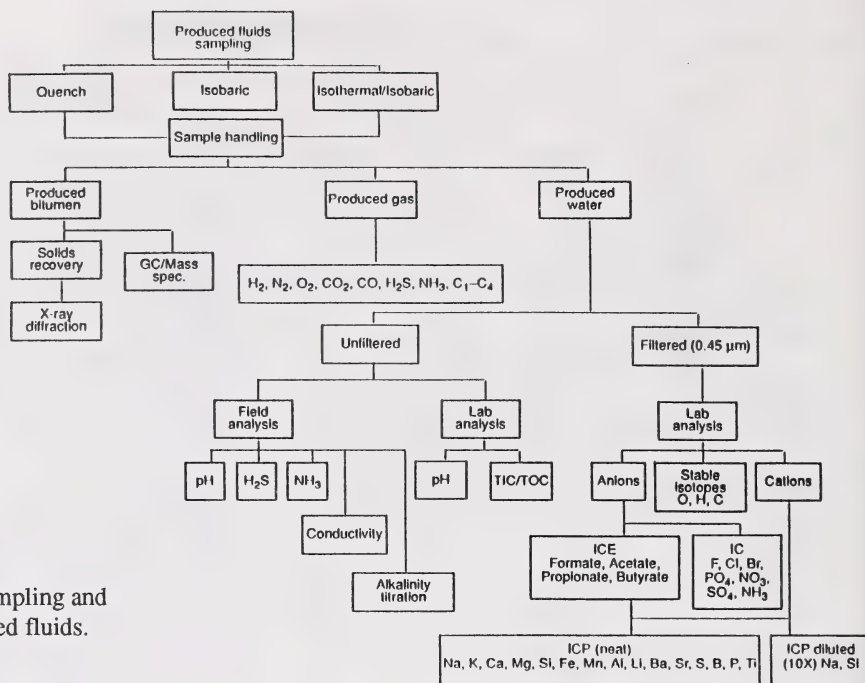 Produced fluids
sampling
Quench
Isobaric
Isothermal/Isobaric
Sample handling
Produced
bitumen
Produced gas
Produced
water
Solids
recovery
GC/Mass
spec.
H₂, N₂, O₂, CO₂, CO, H₂S, NH₃, C₁–C₄
X-ray
diffraction
Unfiltered
Filtered (0.45 µm)
Field
analysis
Lab
analysis
Lab
analysis
pH
H₂S
NH₃
pH
TIC/TOC
Anions
Stable
Isotopes
O, H, C
Cations
Conductivity
Alkalinity
titration
ICE
Formate, Acetate,
Propionate, Butyrate
IC
F, Cl, Br,
PO₄, NO₃,
SO₄, NH₃
mpling and
ed fluids.
ICP (neat)
Na, K, Ca, Mg, Si, Fe, Mn, Al, Li, Ba, Sr, S, B, P, Ti
ICP diluted
(10X) Na, Si